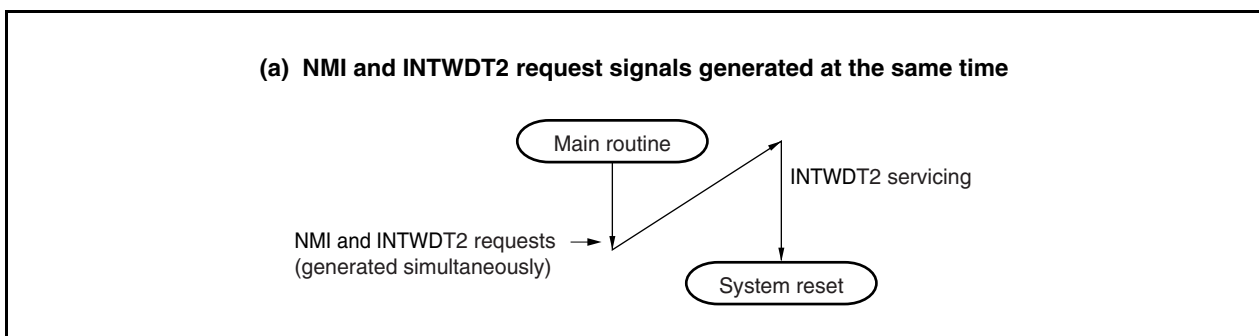 (a) NMI and INTWDT2 request signals generated at the same time
Main routine
INTWDT2 servicing
NMI and INTWDT2 requests
(generated simultaneously)
System reset